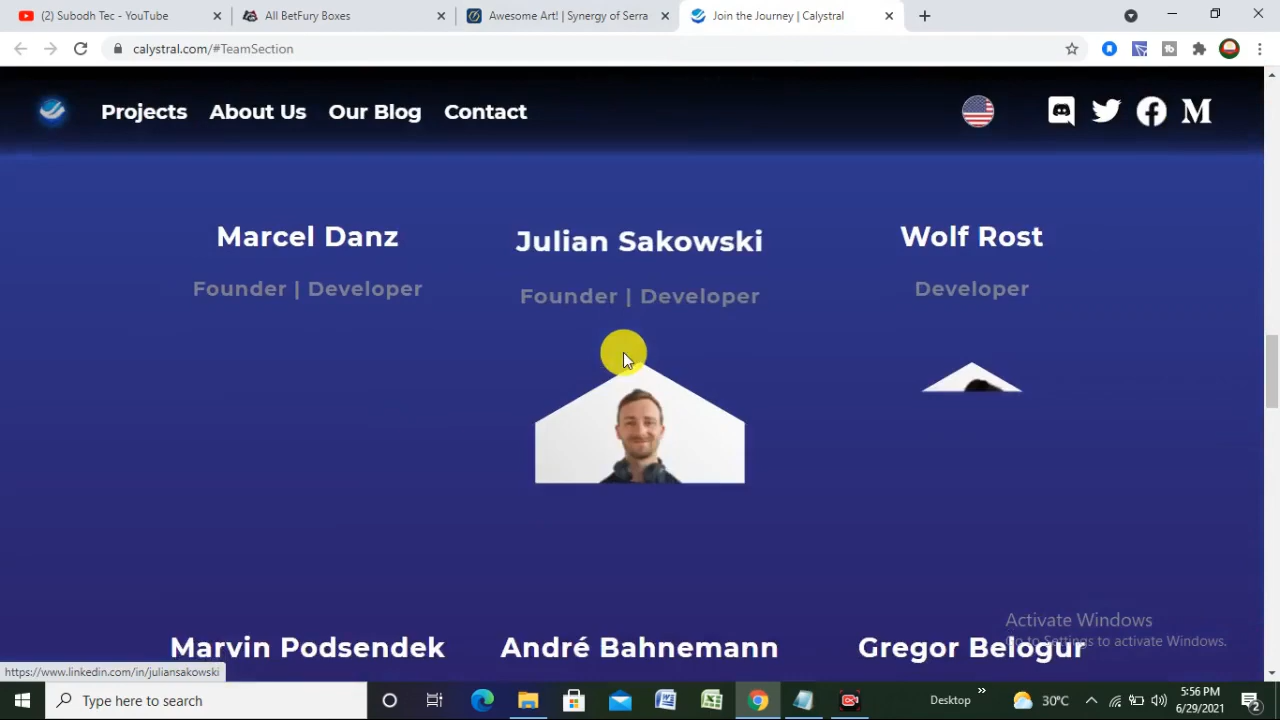 (2) Subodh Tec - YouTube
All BetFury Boxes
Awesome Art! | Synergy of Serra
Join the Journey | Calystral
calystral.com/#TeamSection
Projects
About Us
Our Blog
Contact
Marcel Danz
Julian Sakowski
Wolf Rost
Founder | Developer
Founder | Developer
Developer
Marvin Podsendek
André Bahnemann
Gregor Belogur
Activate Windows
Go to Settings to activate Windows.
https://www.linkedin.com/in/juliansakowski
Type here to search
Desktop
30°C
5:56 PM
6/29/2021
2